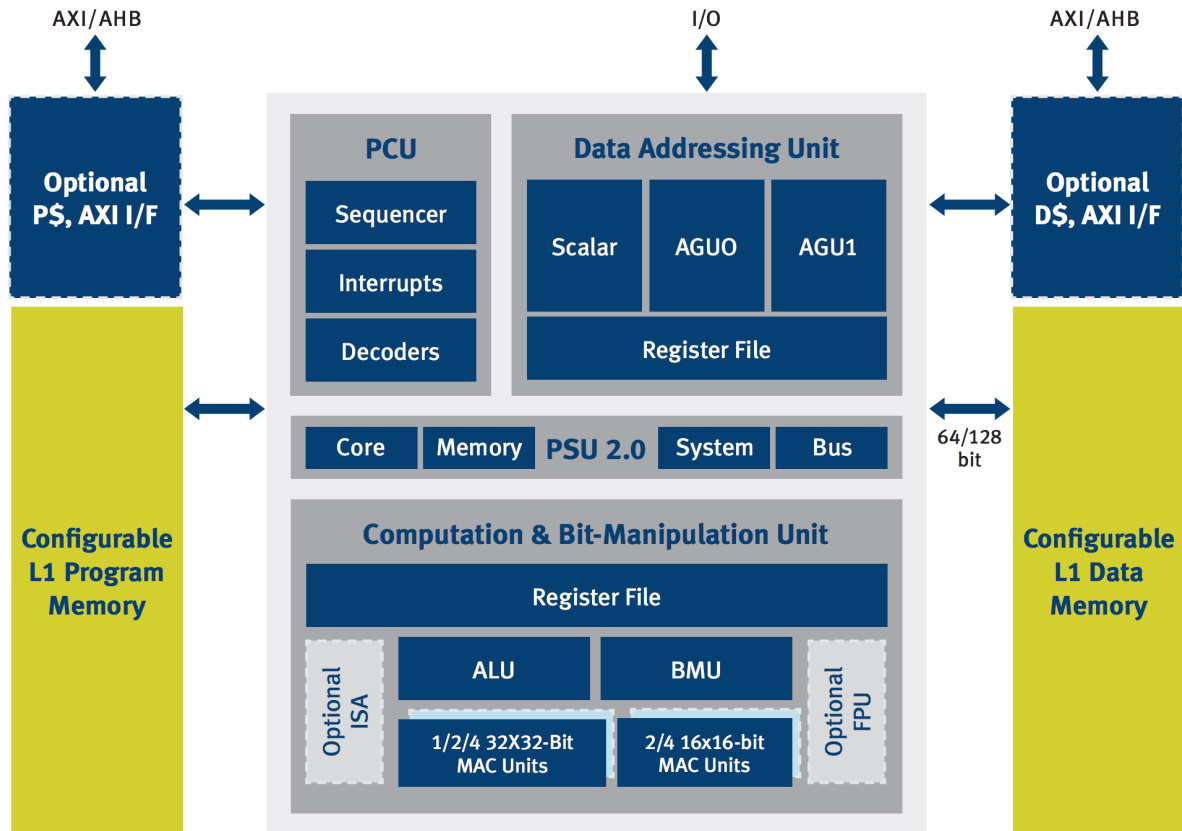 AXI/AHB
I/O
AXI/AHB
Optional
P$, AXI I/F
PCU
Sequencer
Interrupts
Decoders
Data Addressing Unit
Scalar
AGUO
AGU1
Register File
Optional
D$, AXI I/F
64/128
bit
Core
Memory
PSU 2.0
System
Bus
Configurable
L1 Program
Memory
Computation & Bit-Manipulation Unit
Register File
Optional
ISA
ALU
BMU
1/2/4 32X32-Bit
MAC Units
2/4 16x16-bit
MAC Units
Optional
FPU
Configurable
L1 Data
Memory